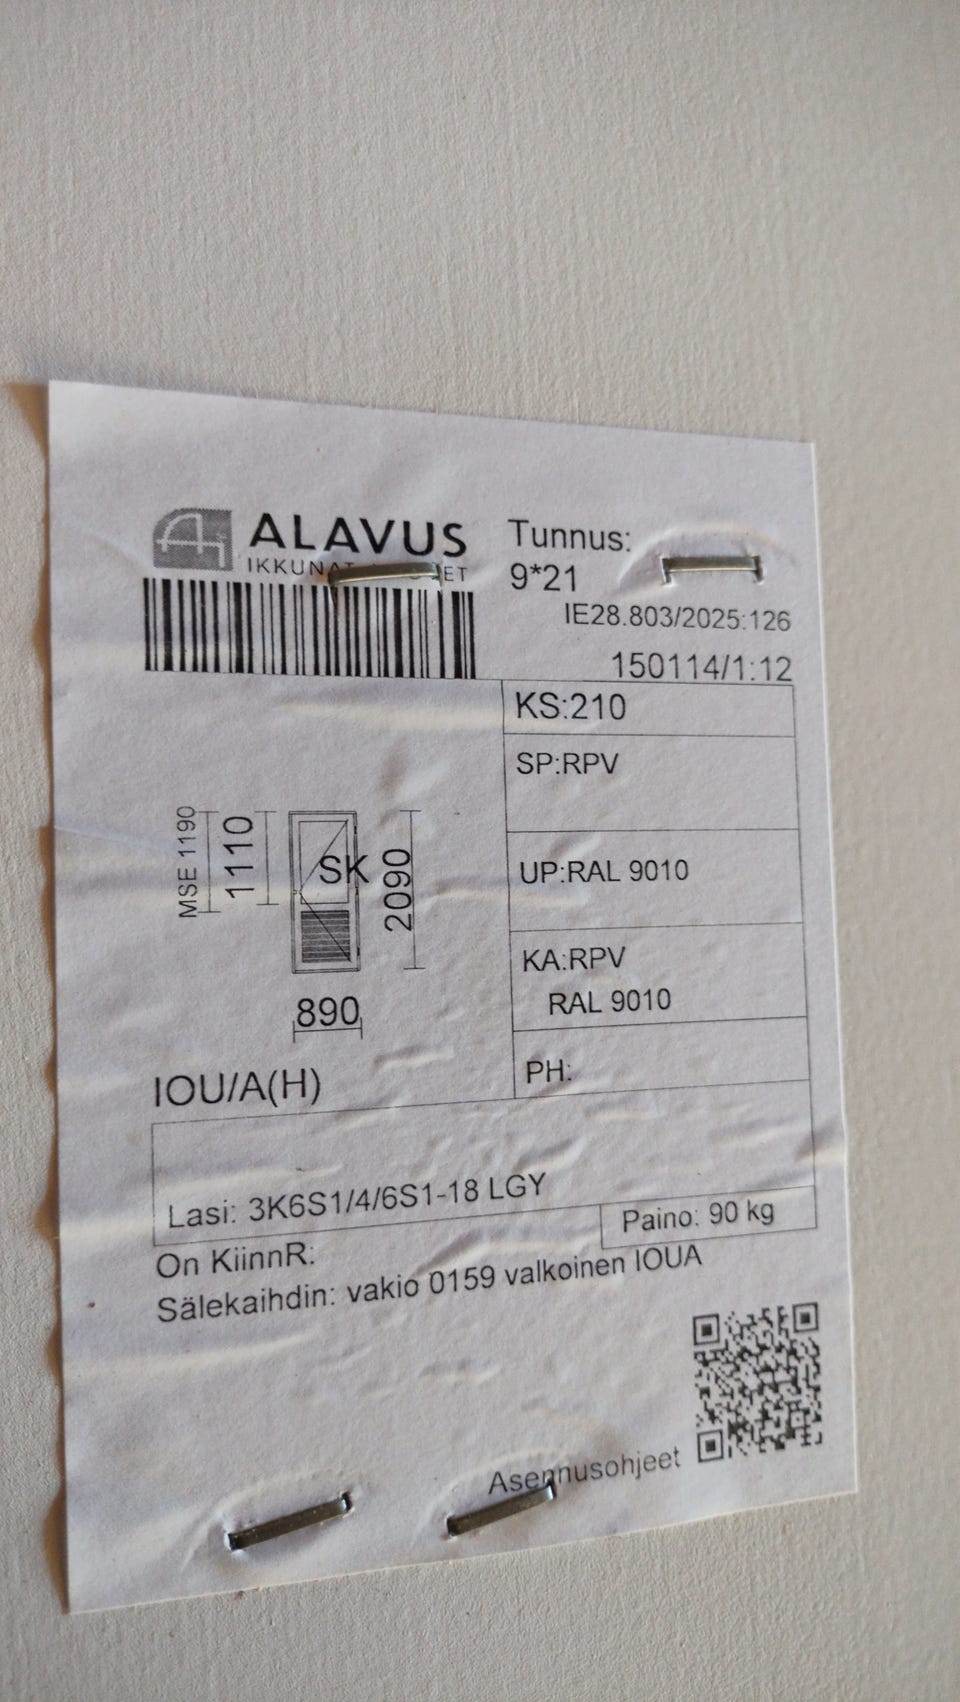 ALAVUS
IKKUNAT
Tunnus:
9*21
IE28.803/2025:126
150114/1:12
KS:210
SP:RPV
UP:RAL 9010
KA:RPV
RAL 9010
PH:
MSE 1190
1110
SK
2090
890
IOU/A(H)
Lasi: 3K6S1/4/6S1-18 LGY
Paino: 90 kg
On KiinnR:
Sälekaihdin: vakio 0159 valkoinen IOUA
Asennusohjeet